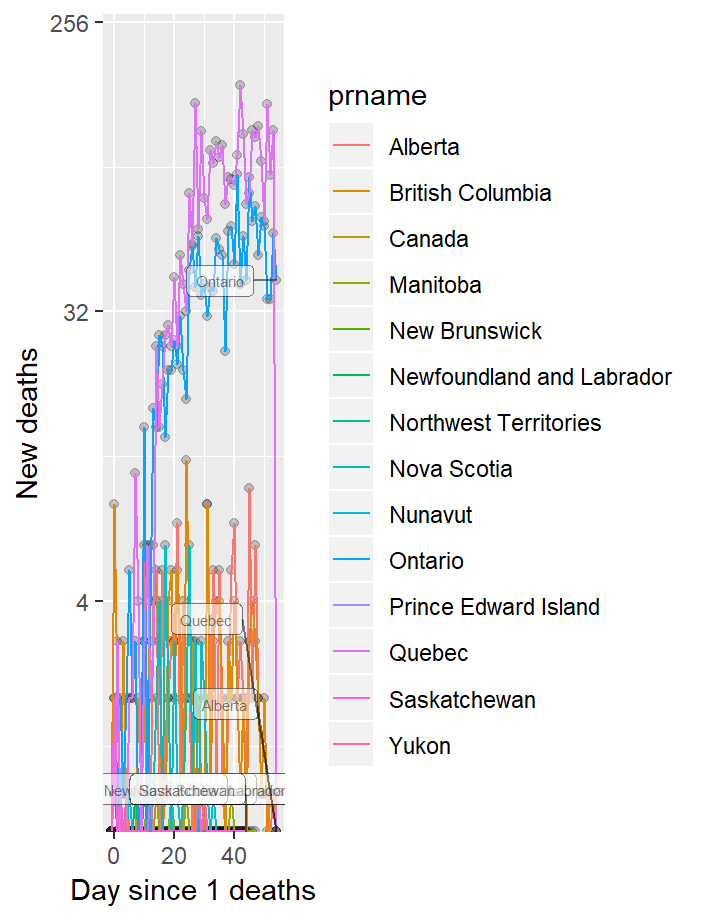 256
32
4
New deaths
0 20 40
Day since 1 deaths
Ontario
Quebec
Alberta
Saskatchewan
prname
Alberta
British Columbia
Canada
Manitoba
New Brunswick
Newfoundland and Labrador
Northwest Territories
Nova Scotia
Nunavut
Ontario
Prince Edward Island
Quebec
Saskatchewan
Yukon